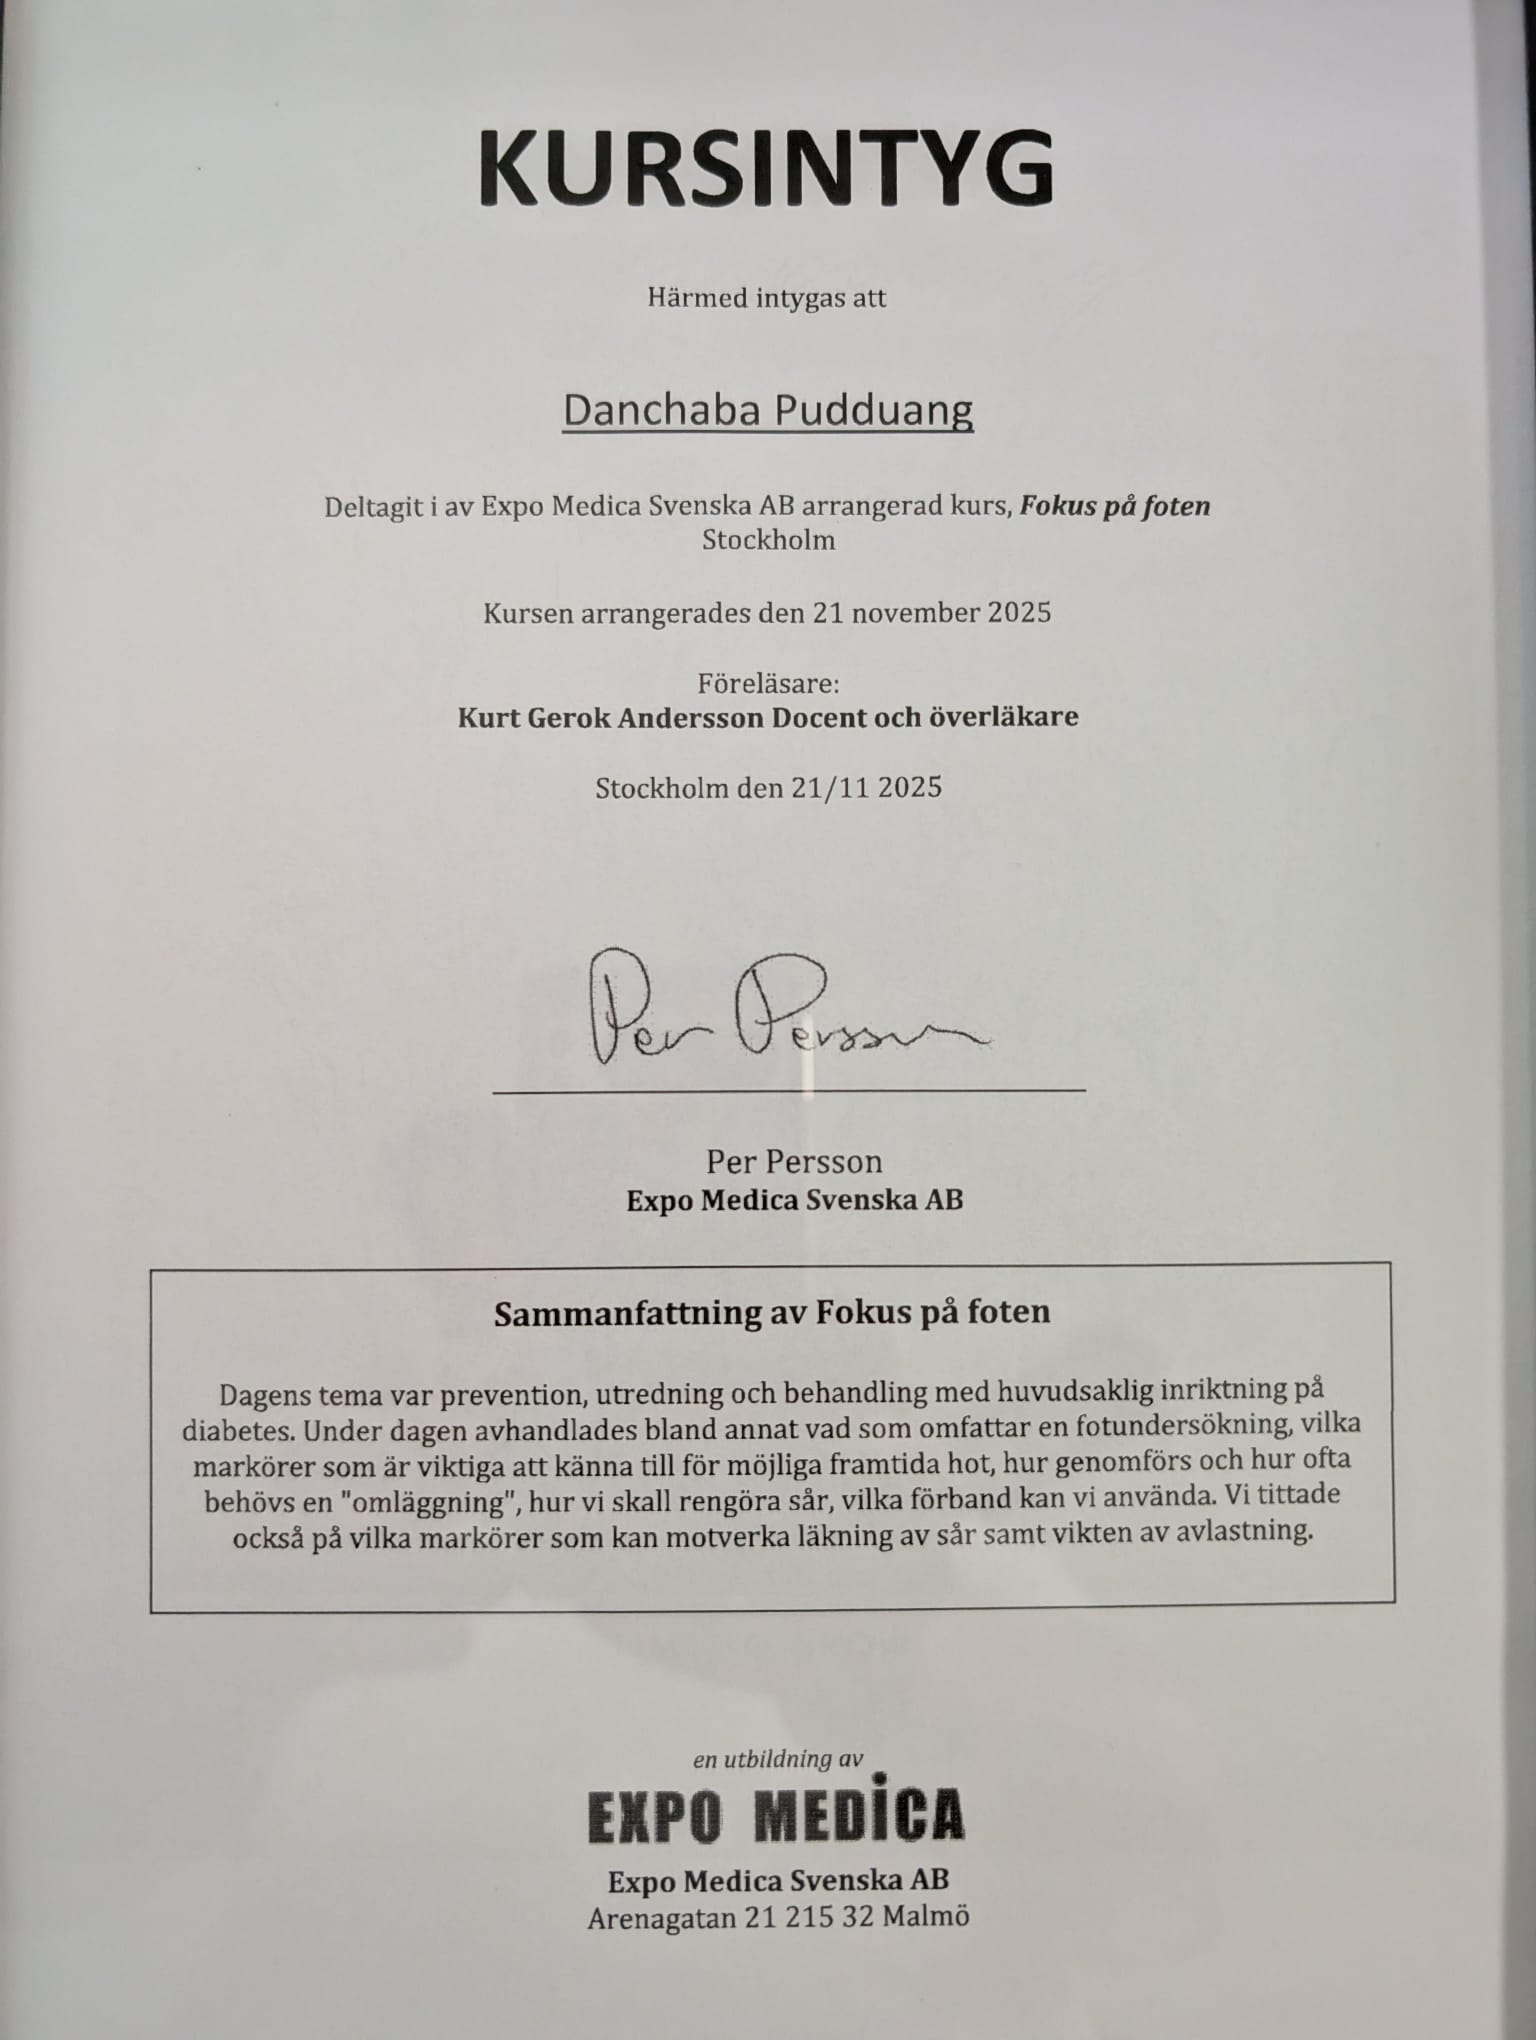 KURSINTYG
Härmed intygas att
Danchaba Pudduang
Deltagit i av Expo Medica Svenska AB arrangerad kurs, Fokus på foten
Stockholm
Kursen arrangerades den 21 november 2025
Föreläsare:
Kurt Gerok Andersson Docent och överläkare
Stockholm den 21/11 2025
Per Persson
Per Persson
Expo Medica Svenska AB
Sammanfattning av Fokus på foten
Dagens tema var prevention, utredning och behandling med huvudsaklig inriktning på
diabetes. Under dagen avhandlades bland annat vad som omfattar en fotundersökning, vilka
markörer som är viktiga att känna till för möjliga framtida hot, hur genomförs och hur ofta
behövs en "omläggning", hur vi skall rengöra sår, vilka förband kan vi använda. Vi tittade
också på vilka markörer som kan motverka läkning av sår samt vikten av avlastning.
en utbildning av
EXPO MEDiCA
Expo Medica Svenska AB
Arenagatan 21 215 32 Malmö